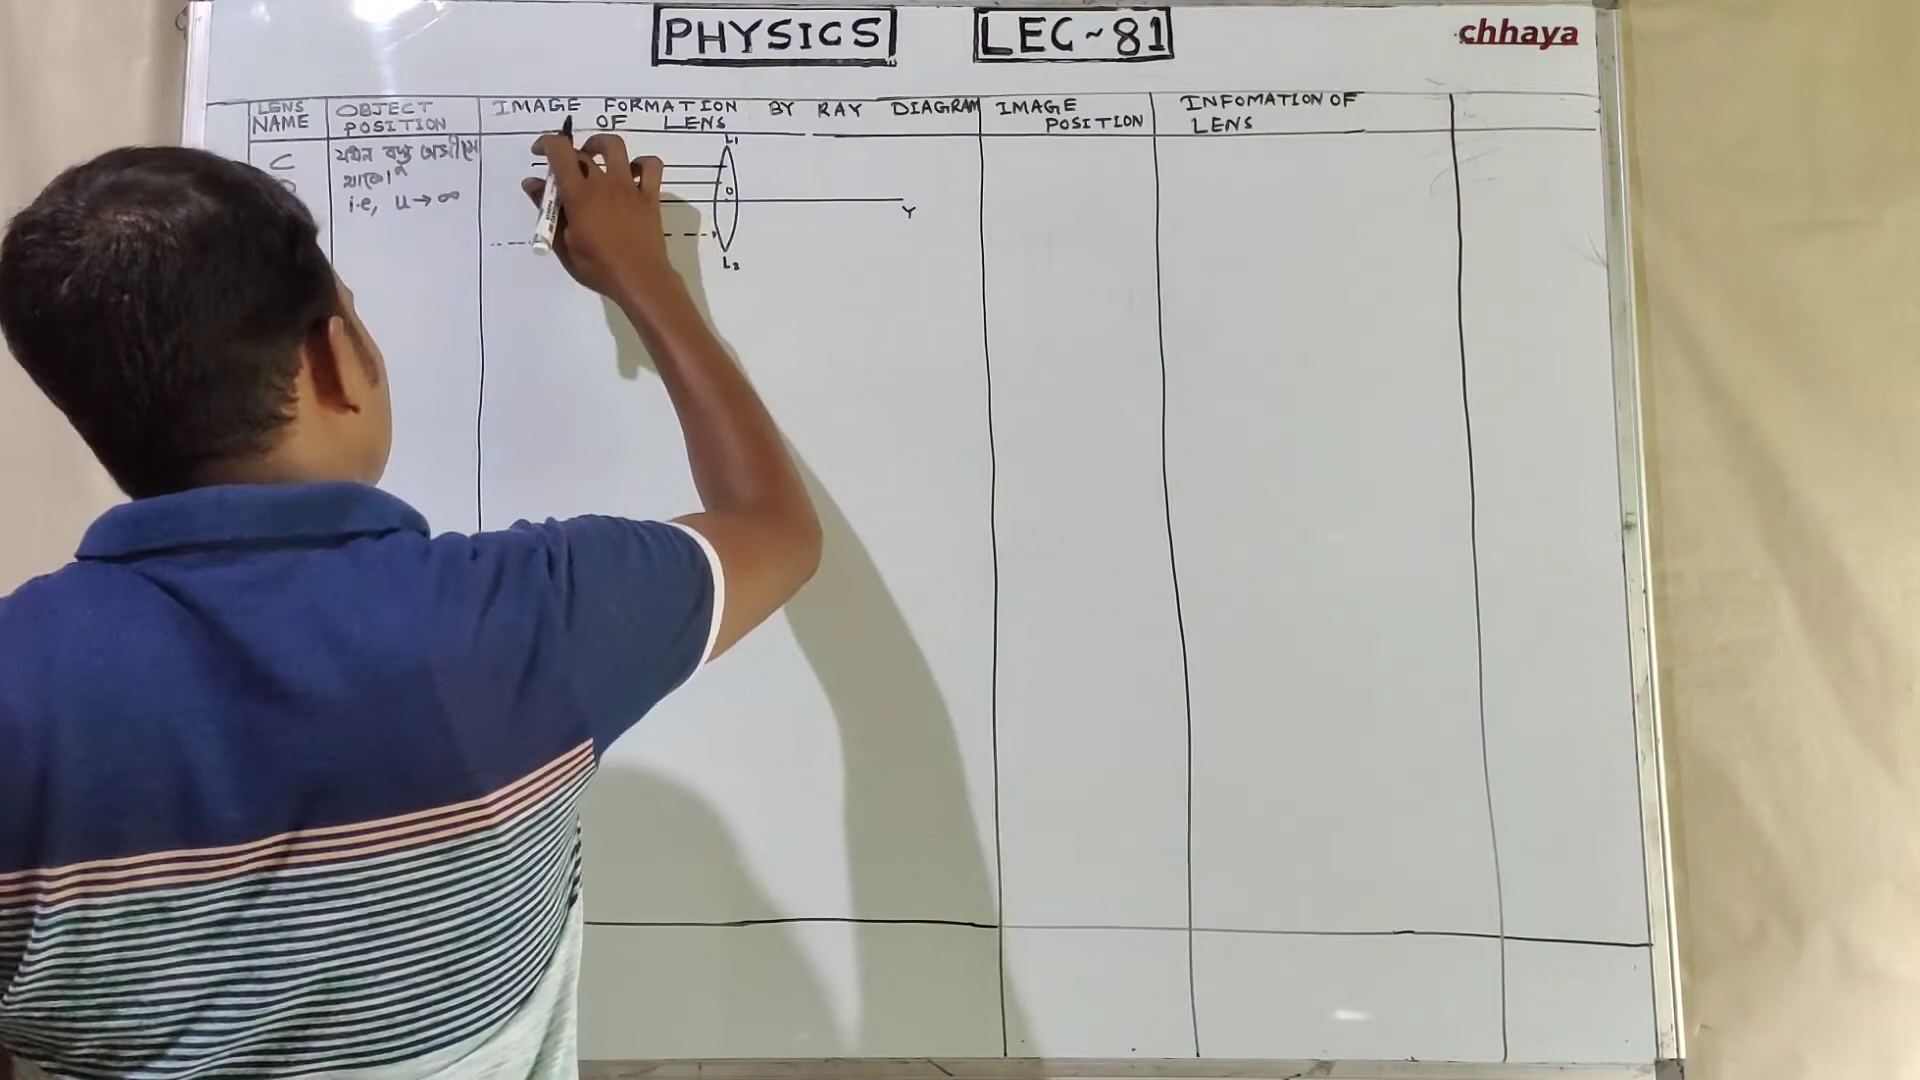 PHYSICS LEC~81
chhaya
LENS NAME
OBJECT POSITION
IMAGE FORMATION BY RAY DIAGRAM OF LENS
IMAGE POSITION
INFOMATION OF LENS
C
যখন বস্তু অসীমে
থাকে।
i.e, u→∞
L₁
O
Y
L₂